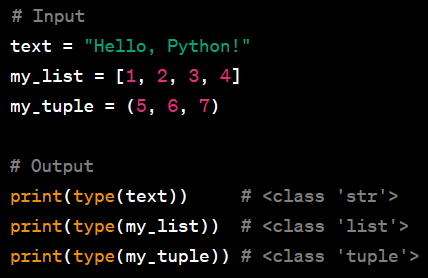 # Input
text = "Hello, Python!"
my_list = [1, 2, 3, 4]
my_tuple = (5, 6, 7)
# Output
print(type(text))     # <class 'str'>
print(type(my_list))  # <class 'list'>
print(type(my_tuple)) # <class 'tuple'>